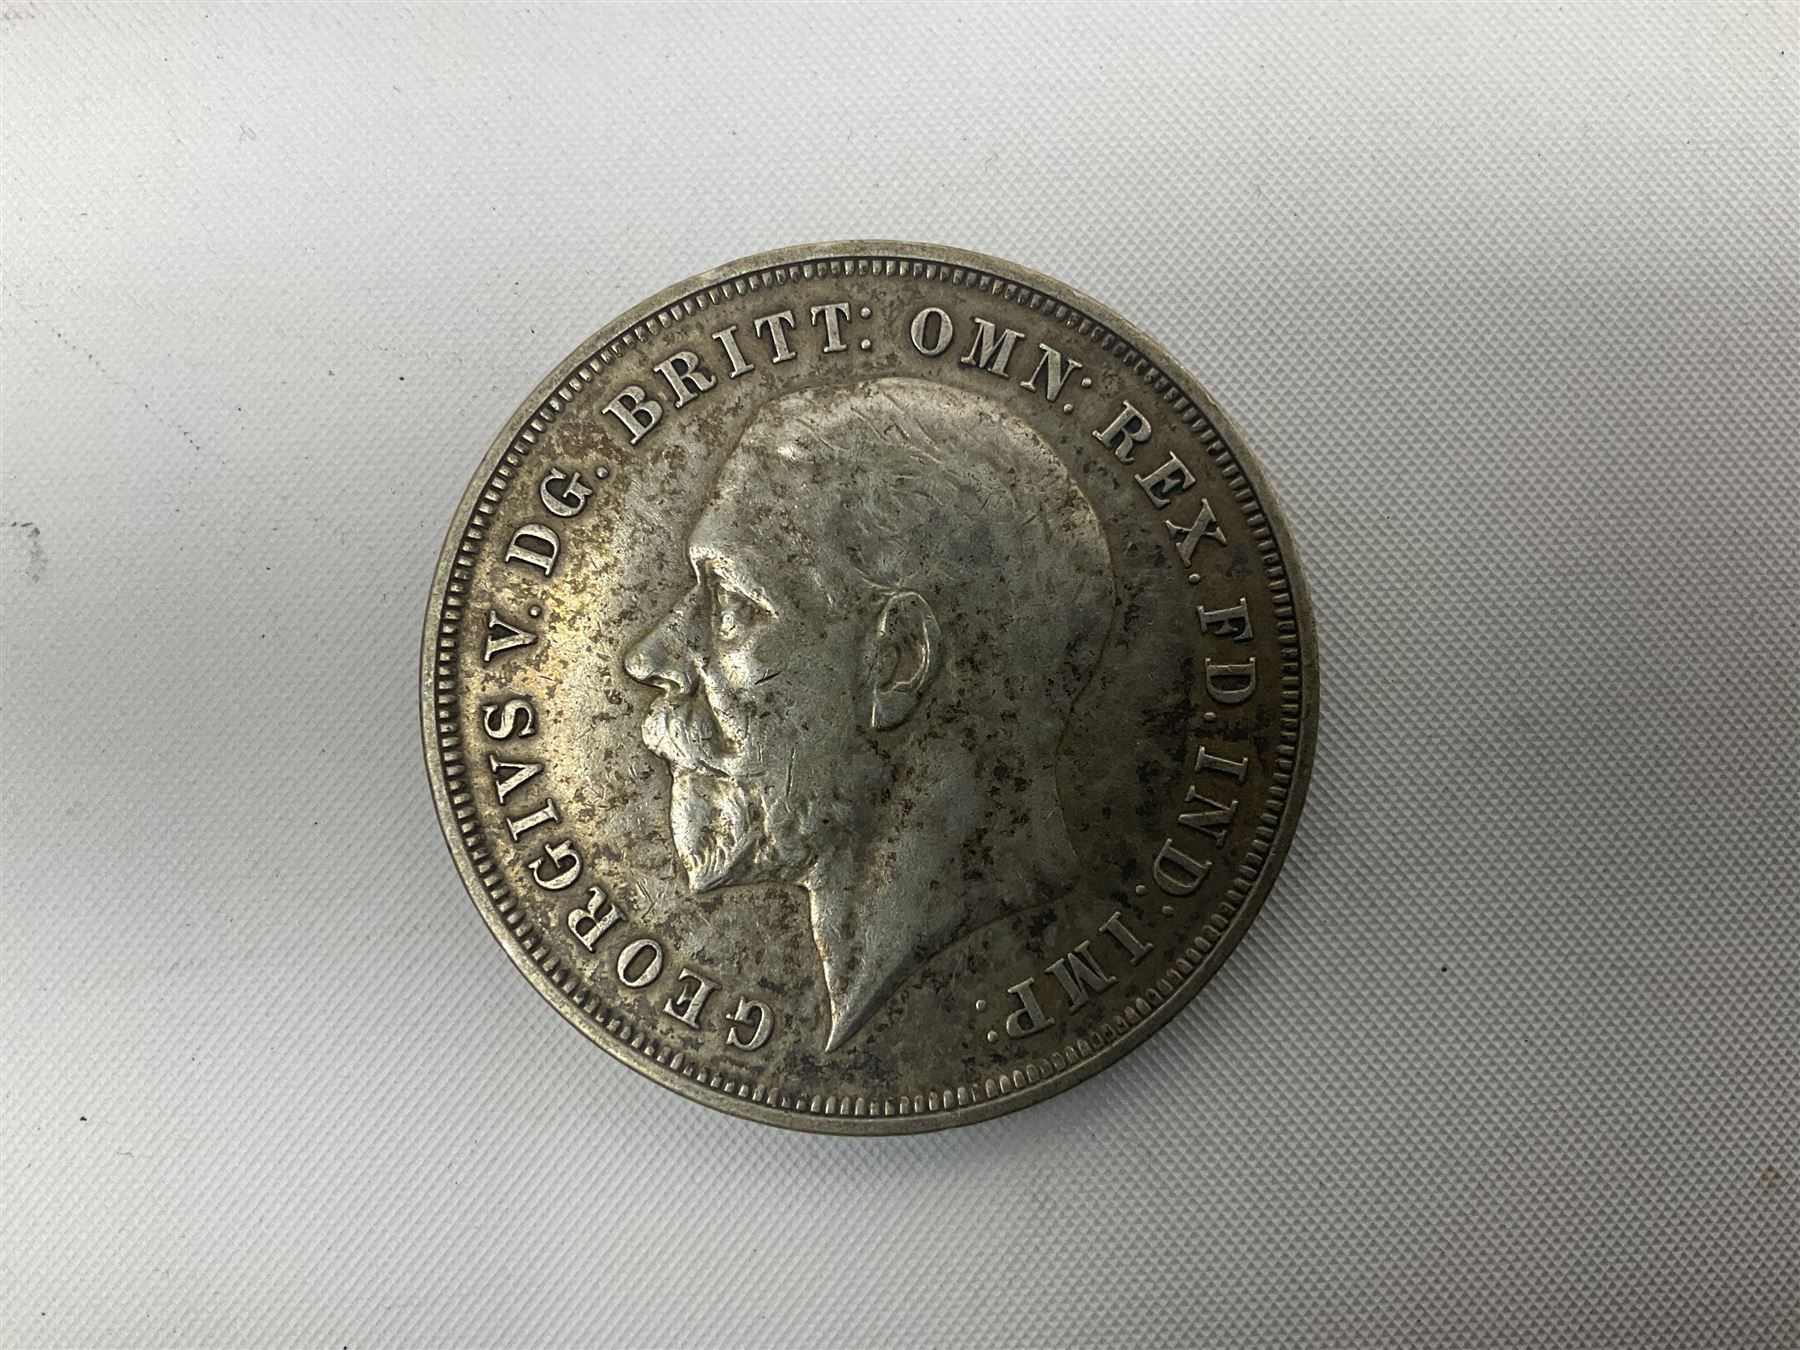 GEORGIVS V. DG. BRITT: OMN: REX. FD. IND: IMP: